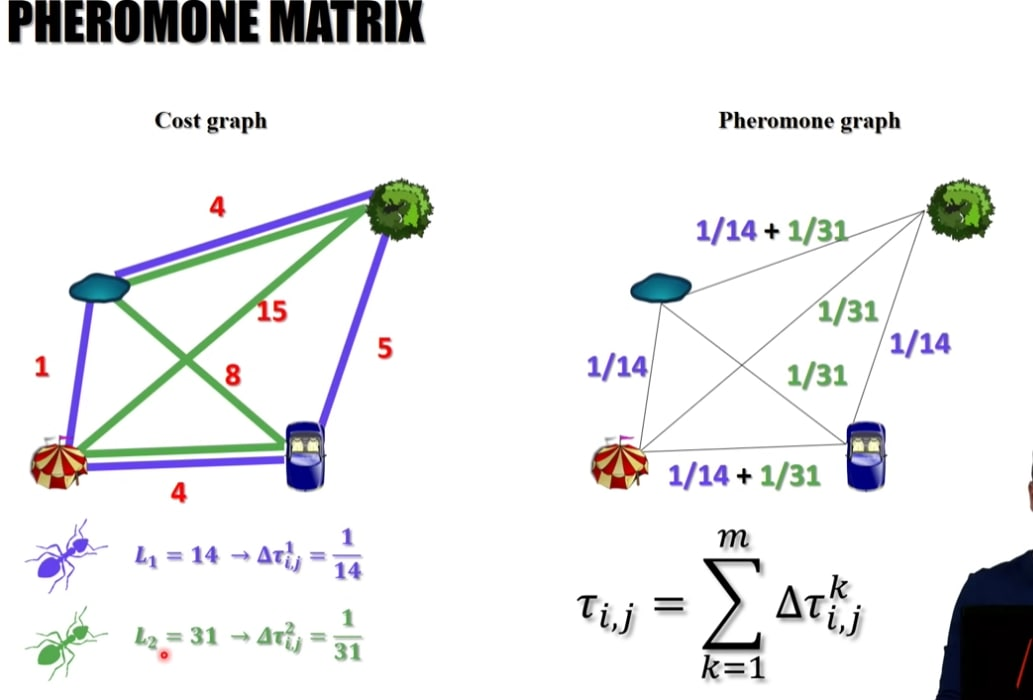 PHEROMONE MATRIX
Cost graph
Pheromone graph
4
15
8
5
1
4
1/14 + 1/31
1/31
1/14
1/14
1/31
1/14 + 1/31
L₁ = 14 → Δτ¹ᵢ,ⱼ = 1/14
L₂ = 31 → Δτ²ᵢ,ⱼ = 1/31
τᵢ,ⱼ = ∑ₖ₌₁ᵐ Δτᵏᵢ,ⱼ